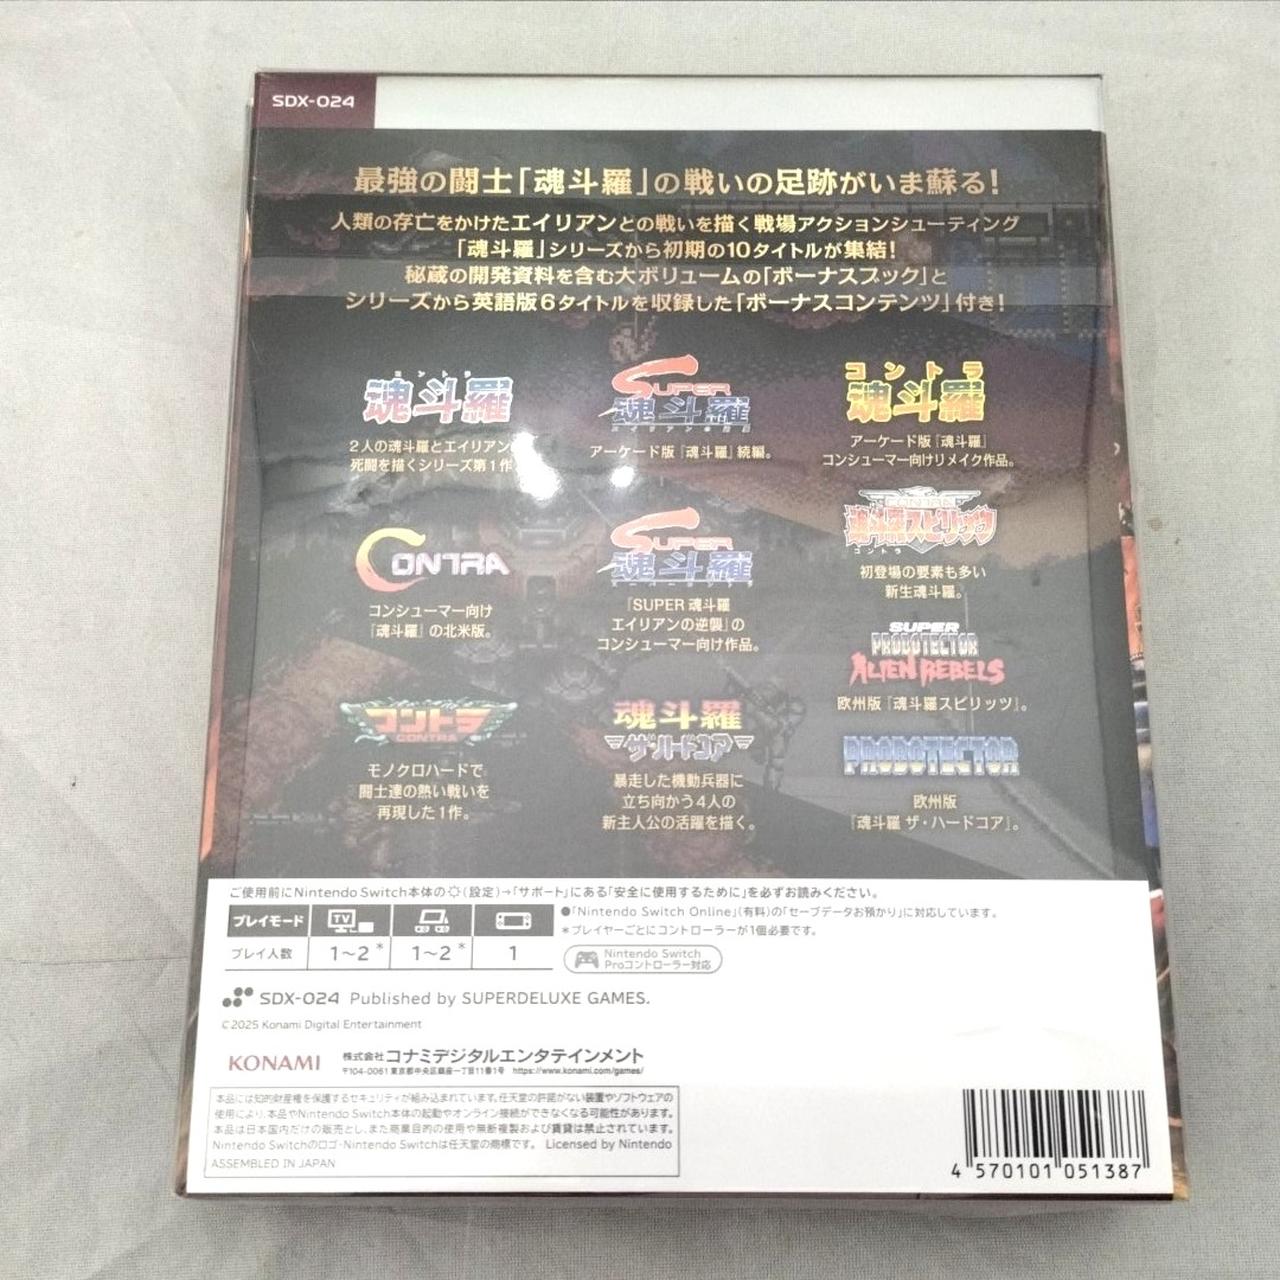 SDX-024
最強の闘士「魂斗羅」の戦いの足跡がいま蘇る!
人類の存亡をかけたエイリアンとの戦いを描く戦場アクションシューティング
「魂斗羅」シリーズから初期の10タイトルが集結!
秘蔵の開発資料を含む大ボリュームの「ボーナスブック」と
シリーズから英語版6タイトルを収録した「ボーナスコンテンツ」付き!
コントラ
魂斗羅
2人の魂斗羅とエイリアン
死闘を描くシリーズ第1作
SUPER
魂斗羅
アーケード版『魂斗羅』続編。
コントラ
魂斗羅
アーケード版『魂斗羅』
コンシューマー向けリメイク作品。
CONTRA
コンシューマー向け
『魂斗羅』の北米版。
SUPER
魂斗羅
『SUPER 魂斗羅
エイリアンの逆襲』の
コンシューマー向け作品。
魂斗羅スピリッツ
コントラ
初登場の要素も多い
新生魂斗羅。
SUPER
PROBOTECTOR
ALIEN REBELS
欧州版『魂斗羅スピリッツ』。
コントラ
CONTRA
モノクロハードで
闘士達の熱い戦いを
再現した1作。
魂斗羅
ザ・ハードコア
暴走した機動兵器に
立ち向かう4人の
新主人公の活躍を描く。
PROBOTECTOR
欧州版
『魂斗羅 ザ・ハードコア』。
ご使用前にNintendo Switch本体の(設定)→「サポート」にある「安全に使用するために」を必ずお読みください。
プレイモード TV
プレイ人数 1～2* 1～2* 1
●「Nintendo Switch Online」(有料)の「セーブデータお預かり」に対応しています。
*プレイヤーごとにコントローラーが1個必要です。
Nintendo Switch
Proコントローラー対応
SDX-024 Published by SUPERDELUXE GAMES.
©2025 Konami Digital Entertainment
KONAMI 株式会社コナミデジタルエンタテインメント
〒104-0061 東京都中央区銀座一丁目11番1号 https://www.konami.com/games/
本品には知的財産権を保護するセキュリティが組み込まれています。任天堂の許諾がない装置やソフトウェアの
使用により、本品やNintendo Switch本体の起動やオンライン接続ができなくなる可能性があります。
本品は日本国内だけの販売とし、また商業目的の使用や無断複製および賃貸は禁止されています。
Nintendo Switchのロゴ・Nintendo Switchは任天堂の商標です。 Licensed by Nintendo
ASSEMBLED IN JAPAN
4 570101 051387